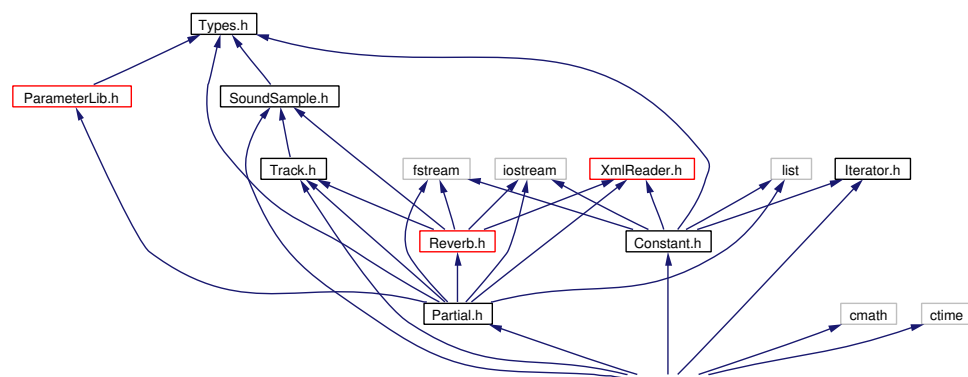 Types.h
ParameterLib.h SoundSample.h
Track.h fstream iostream XmlReader.h list Iterator.h
Reverb.h Constant.h
Partial.h cmath ctime